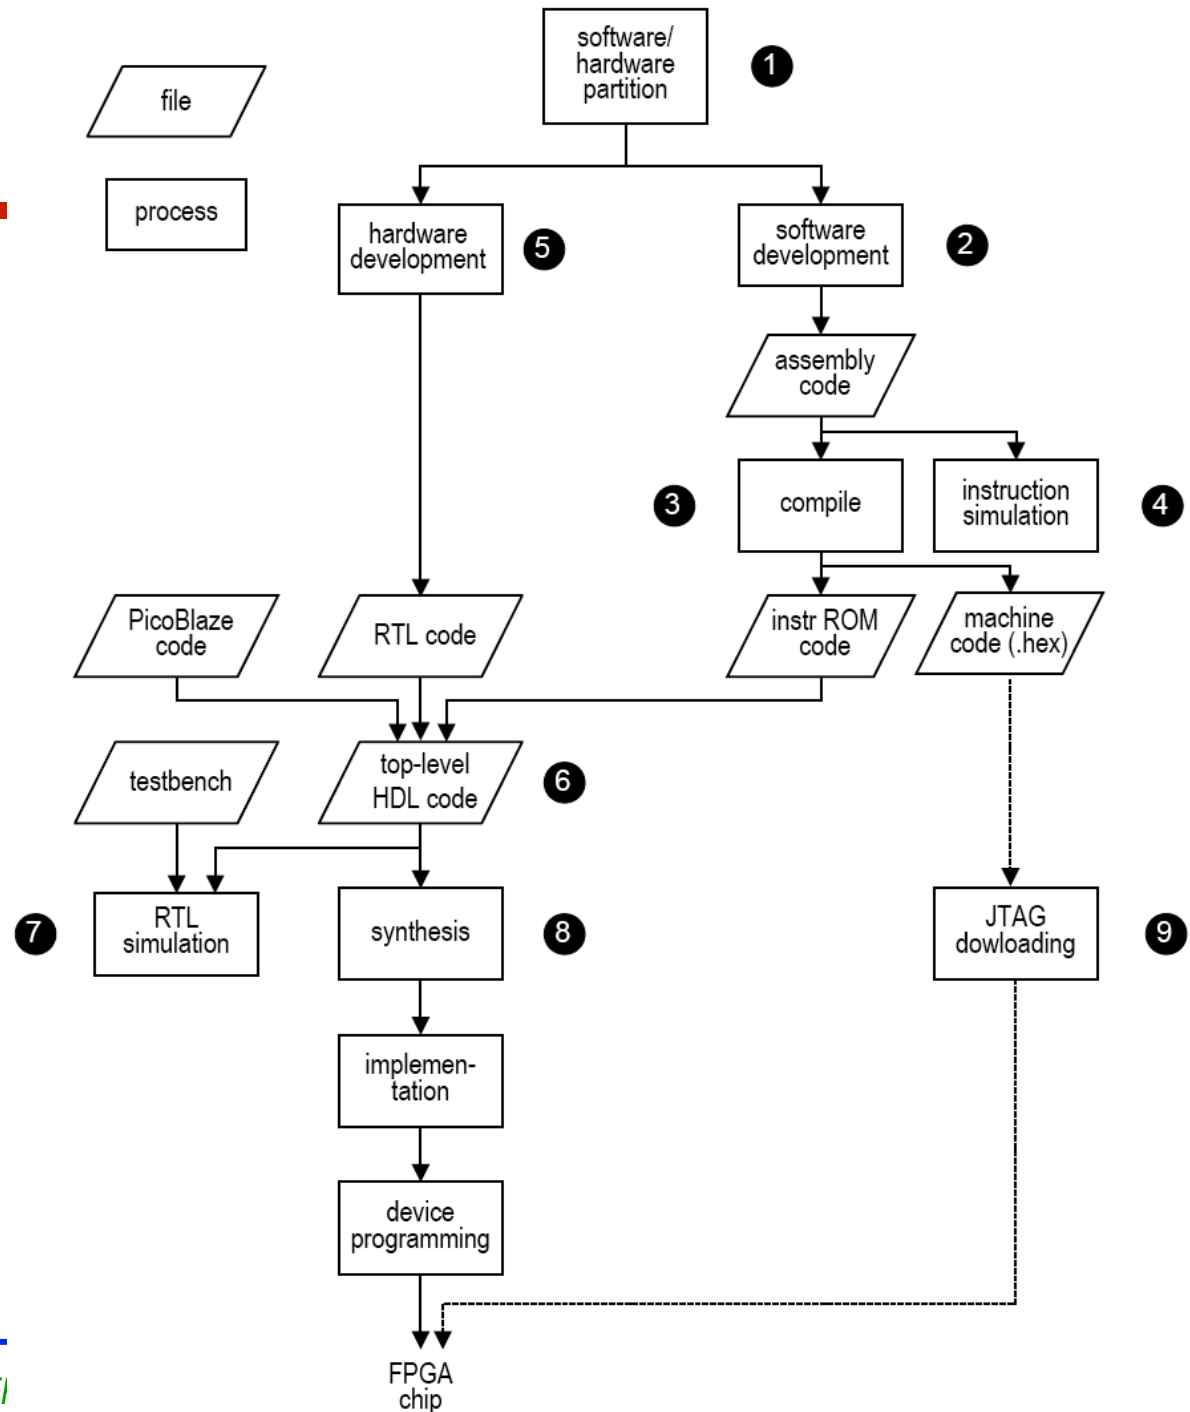 software/
hardware
partition
1
file
process
hardware
development
5
software
development
2
assembly
code
3
compile
instruction
simulation
4
PicoBlaze
code
RTL code
instr ROM
code
machine
code (.hex)
testbench
top-level
HDL code
6
7
RTL
simulation
synthesis
8
JTAG
dowloading
9
implemen-
tation
device
programming
FPGA
chip